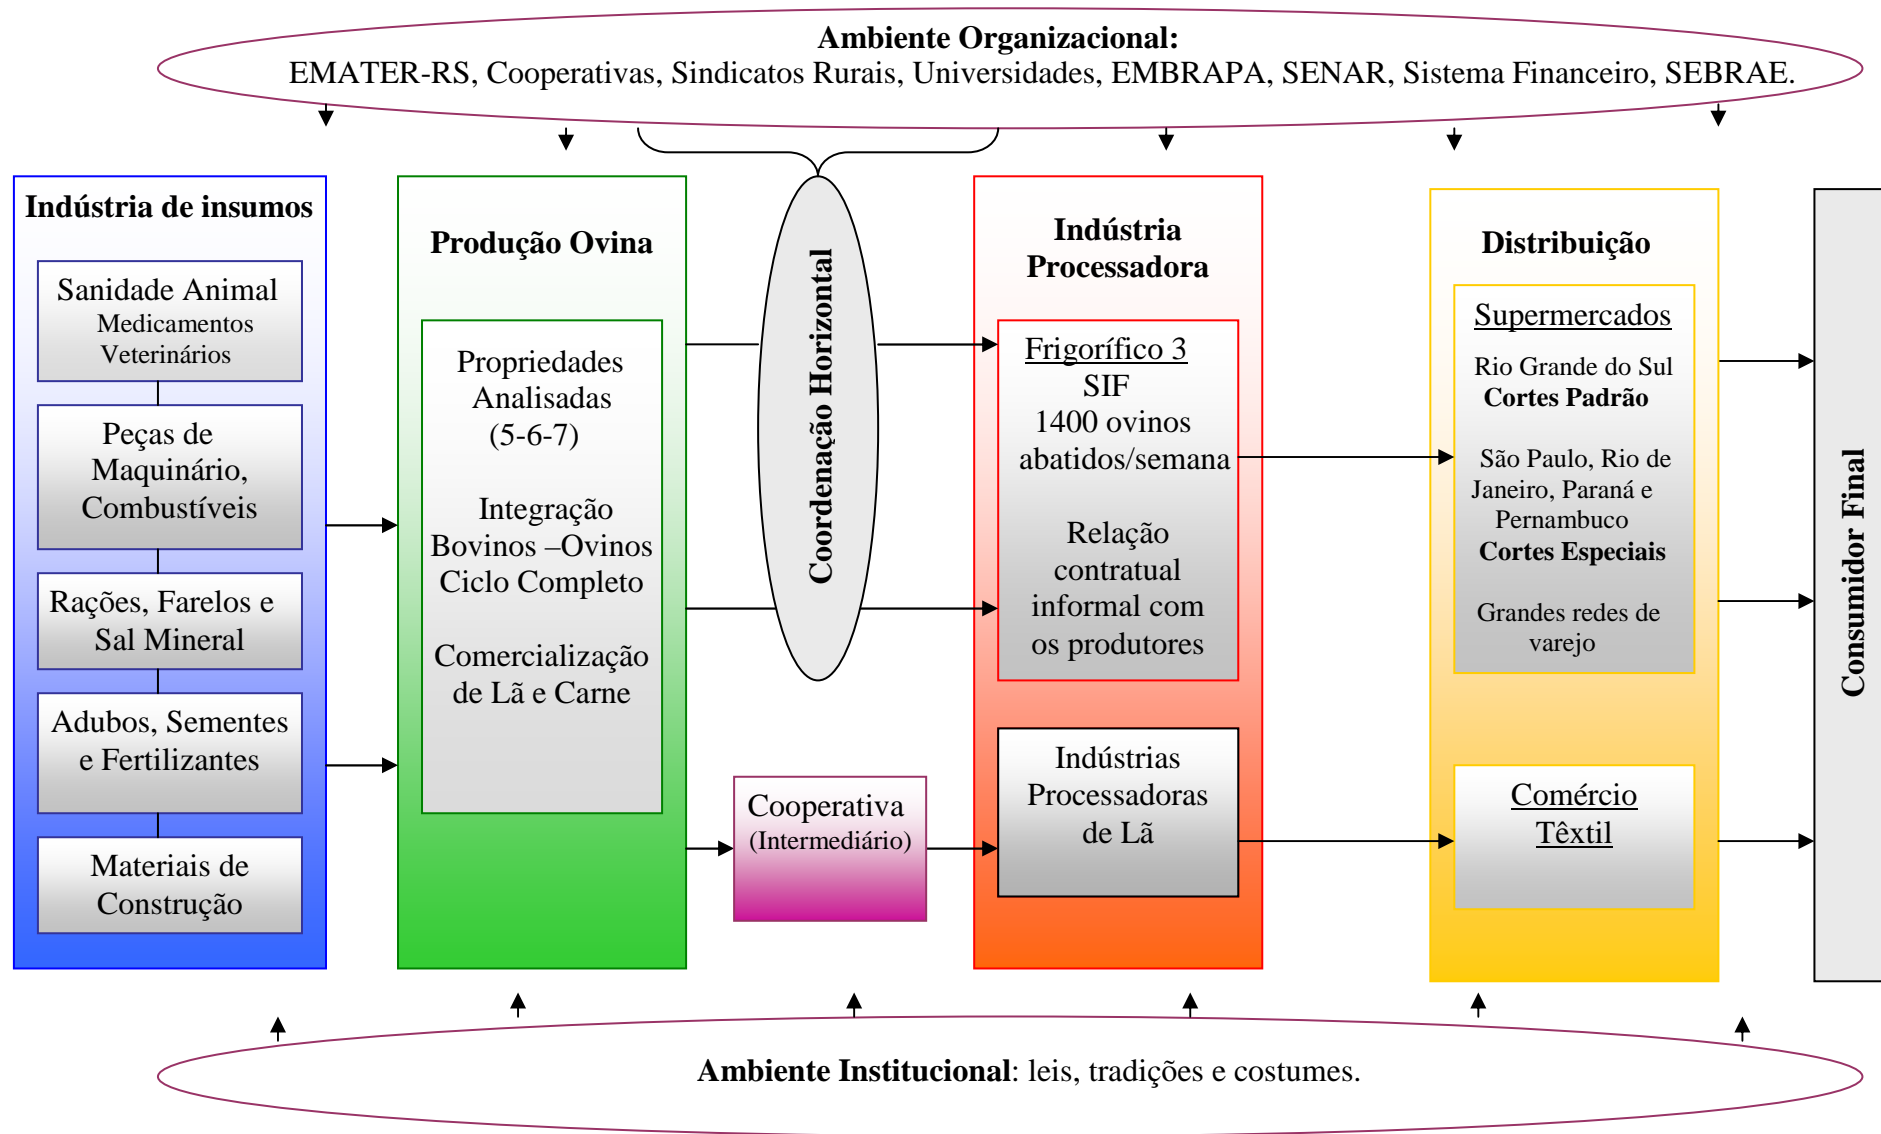 Ambiente Organizacional:
EMATER-RS, Cooperativas, Sindicatos Rurais, Universidades, EMBRAPA, SENAR, Sistema Financeiro, SEBRAE.
Indústria de insumos
Sanidade Animal
Medicamentos
Veterinários
Peças de
Maquinário,
Combustíveis
Rações, Farelos e
Sal Mineral
Adubos, Sementes
e Fertilizantes
Materiais de
Construção
Produção Ovina
Propriedades
Analisadas
(5-6-7)
Integração
Bovinos –Ovinos
Ciclo Completo
Comercialização
de Lã e Carne
Coordenação Horizontal
Cooperativa
(Intermediário)
Indústria
Processadora
Frigorífico 3
SIF
1400 ovinos
abatidos/semana
Relação
contratual
informal com
os produtores
Indústrias
Processadoras
de Lã
Distribuição
Supermercados
Rio Grande do Sul
Cortes Padrão
São Paulo, Rio de
Janeiro, Paraná e
Pernambuco
Cortes Especiais
Grandes redes de
varejo
Comércio
Têxtil
Consumidor Final
Ambiente Institucional: leis, tradições e costumes.